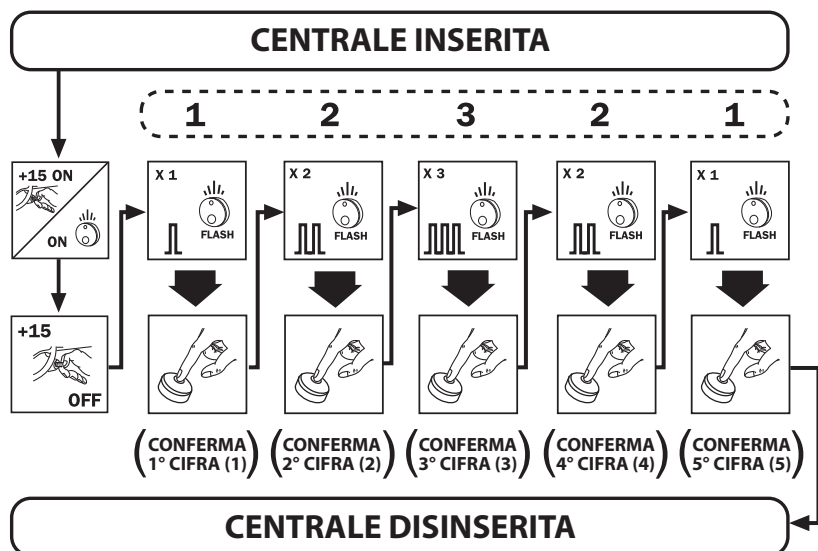 CENTRALE INSERITA
1 2 3 2 1
+15 ON
ON
X 1
FLASH
X 2
FLASH
X 3
FLASH
X 2
FLASH
X 1
FLASH
+15
OFF
(CONFERMA
1° CIFRA (1))
(CONFERMA
2° CIFRA (2))
(CONFERMA
3° CIFRA (3))
(CONFERMA
4° CIFRA (4))
(CONFERMA
5° CIFRA (5))
CENTRALE DISINSERITA